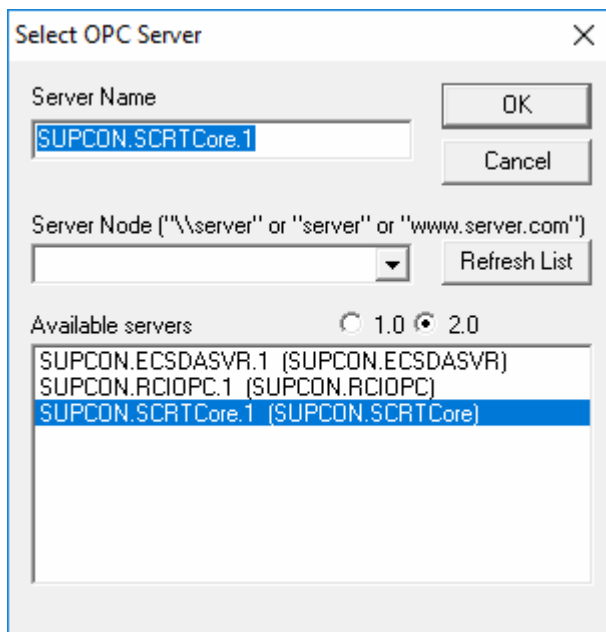 Select OPC Server
Server Name
OK
SUPCON.SCRTCore.1
Cancel
Server Node ("\\server" or "server" or "www.server.com")
Refresh List
Available servers
1.0 2.0
SUPCON.ECSDASVR.1 (SUPCON.ECSDASVR)
SUPCON.RCIOPC.1 (SUPCON.RCIOPC)
SUPCON.SCRTCore.1 (SUPCON.SCRTCore)